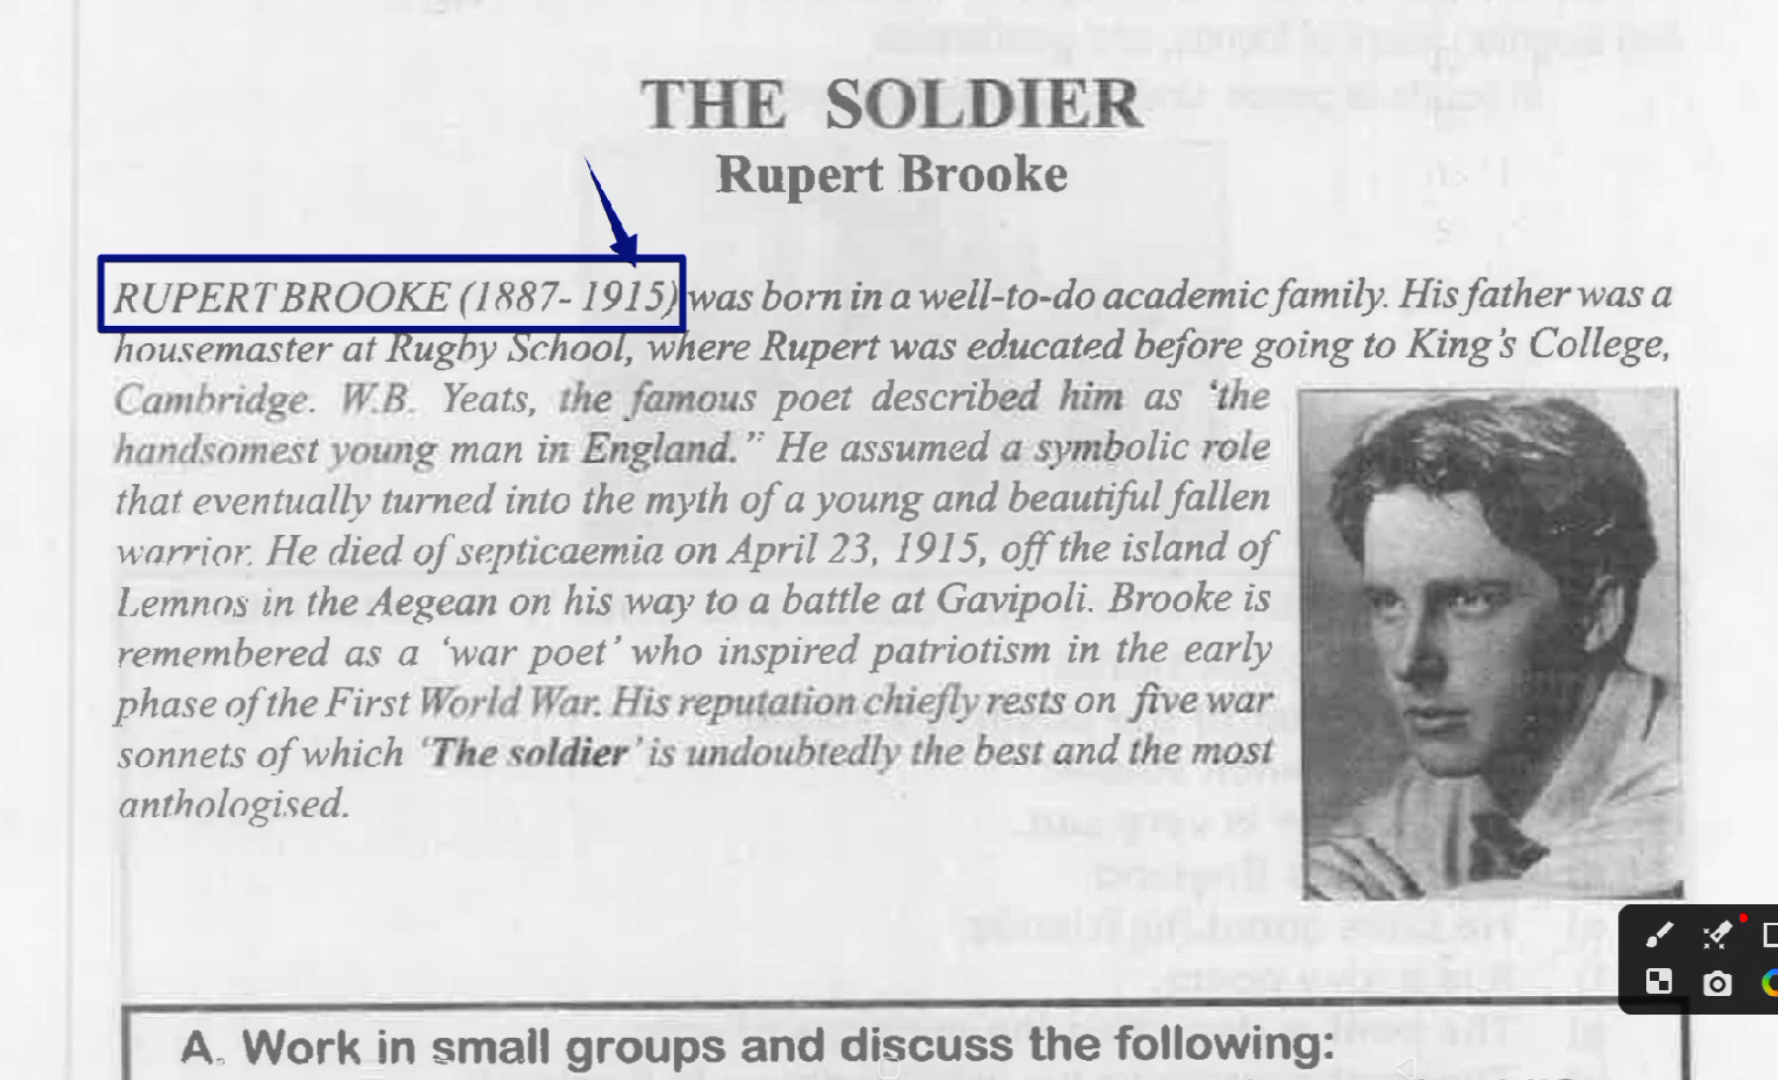 THE SOLDIER
Rupert Brooke
RUPERT BROOKE (1887- 1915) was born in a well-to-do academic family. His father was a
housemaster at Rugby School, where Rupert was educated before going to King's College,
Cambridge. W.B. Yeats, the famous poet described him as 'the
handsomest young man in England." He assumed a symbolic role
that eventually turned into the myth of a young and beautiful fallen
warrior. He died of septicaemia on April 23, 1915, off the island of
Lemnos in the Aegean on his way to a battle at Gavipoli. Brooke is
remembered as a 'war poet' who inspired patriotism in the early
phase of the First World War. His reputation chiefly rests on five war
sonnets of which 'The soldier' is undoubtedly the best and the most
anthologised.
A. Work in small groups and discuss the following: